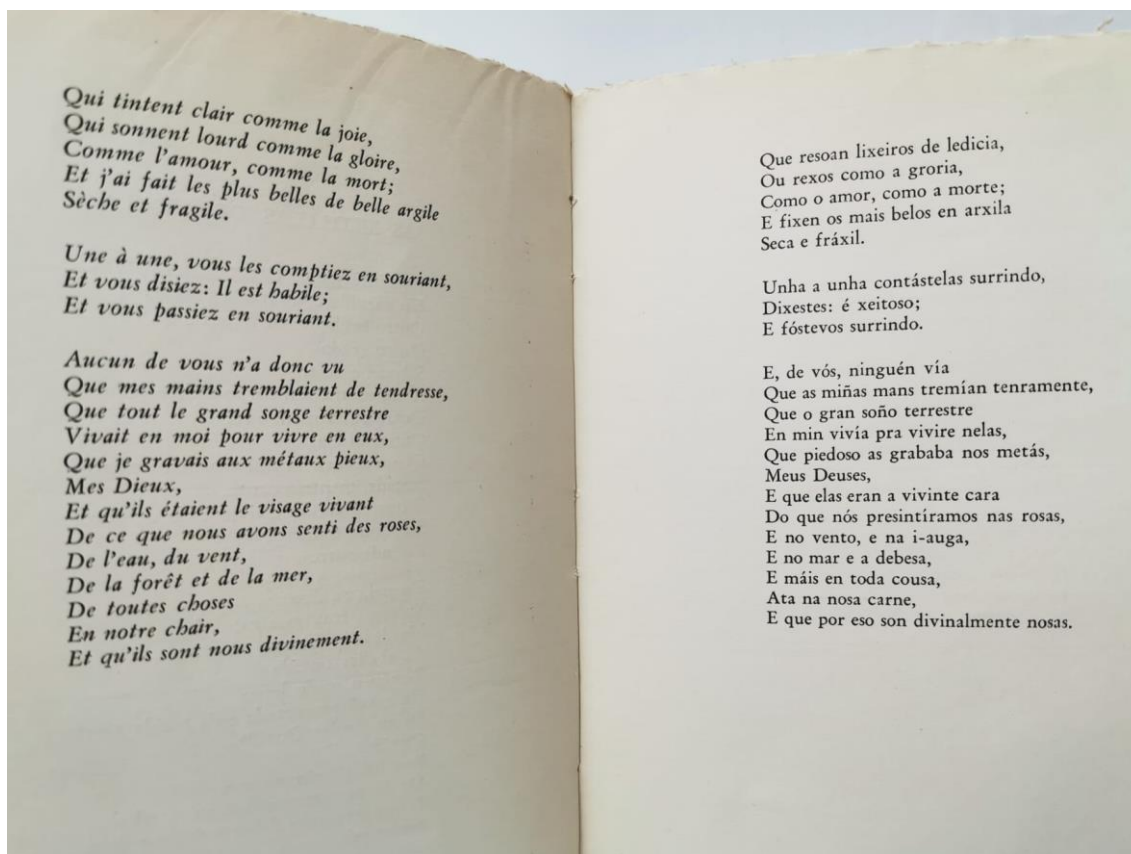 Qui tintent clair comme la joie,
Qui sonnent lourd comme la gloire,
Comme l'amour, comme la mort;
Et j'ai fait les plus belles de belle argile
Sèche et fragile.
Une à une, vous les comptiez en souriant,
Et vous disiez: Il est habile;
Et vous passiez en souriant.
Aucun de vous n'a donc vu
Que mes mains tremblaient de tendresse,
Que tout le grand songe terrestre
Vivait en moi pour vivre en eux,
Que je gravais aux métaux pieux,
Mes Dieux,
Et qu'ils étaient le visage vivant
De ce que nous avons senti des roses,
De l'eau, du vent,
De la forêt et de la mer,
De toutes choses
En notre chair,
Et qu'ils sont nous divinement.
Que resoan lixeiros de ledicia,
Ou rexos como a groria,
Como o amor, como a morte;
E fixen os mais belos en arxila
Seca e fráxil.
Unha a unha contástelas surrindo,
Dixestes: é xeitoso;
E fóstevos surrindo.
E, de vós, ninguén vía
Que as miñas mans tremían tenramente,
Que o gran soño terrestre
En min vivía pra vivire nelas,
Que piedoso as grababa nos metás,
Meus Deuses,
E que elas eran a vivinte cara
Do que nós presintíramos nas rosas,
E no vento, e na i-auga,
E no mar e a debesa,
E máis en toda cousa,
Ata na nosa carne,
E que por eso son divinalmente nosas.